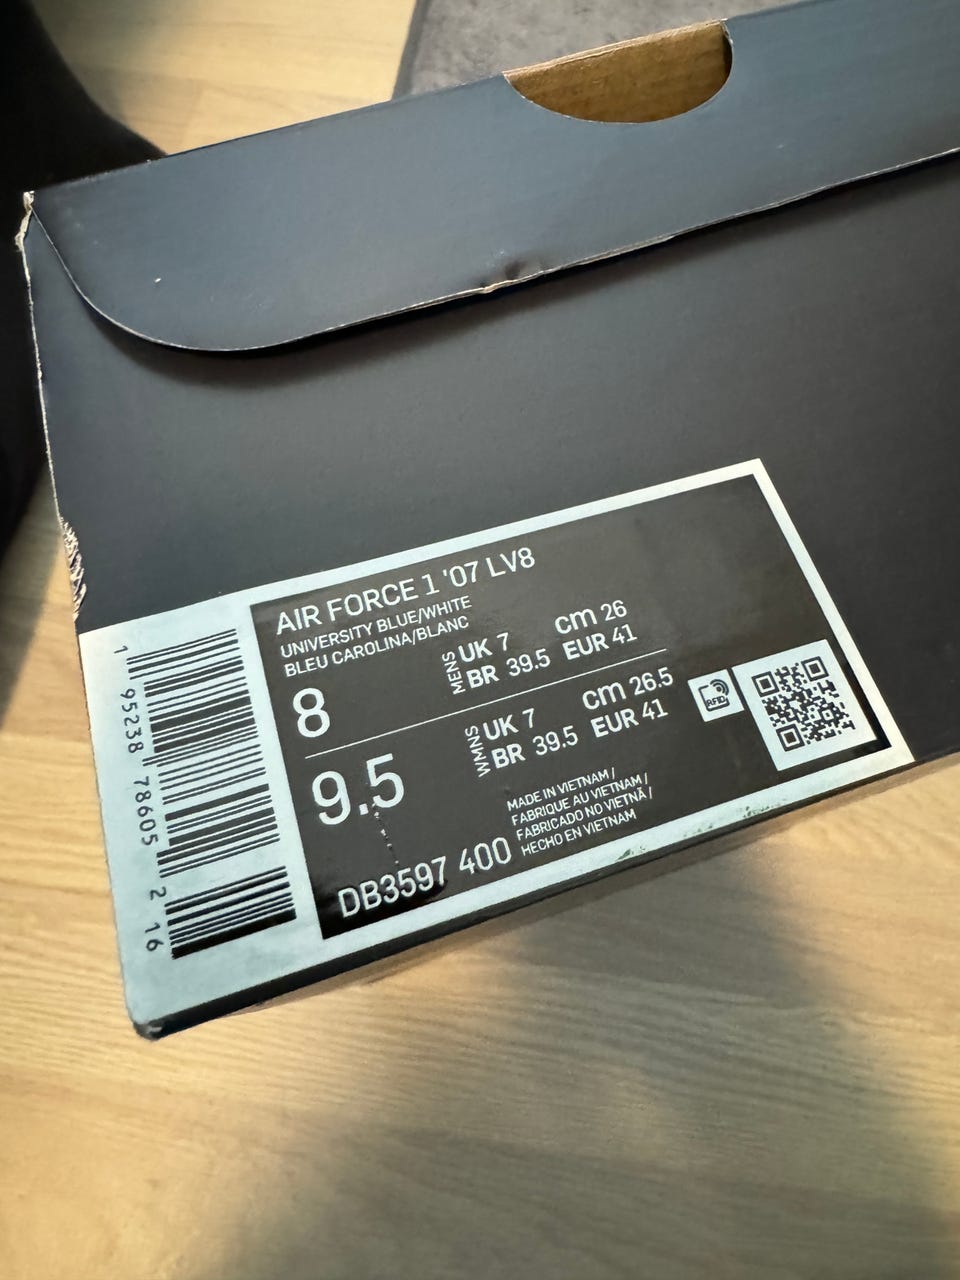 AIR FORCE 1 '07 LV8
UNIVERSITY BLUE/WHITE
BLEU CAROLINA/BLANC
8
MENS
UK 7 cm 26
BR 39.5 EUR 41
9.5
WMNS
UK 7 cm 26.5
BR 39.5 EUR 41
RFID
MADE IN VIETNAM /
FABRIQUE AU VIETNAM /
FABRICADO NO VIETNÃ /
HECHO EN VIETNAM
DB3597 400
1 95238 78605 2 16